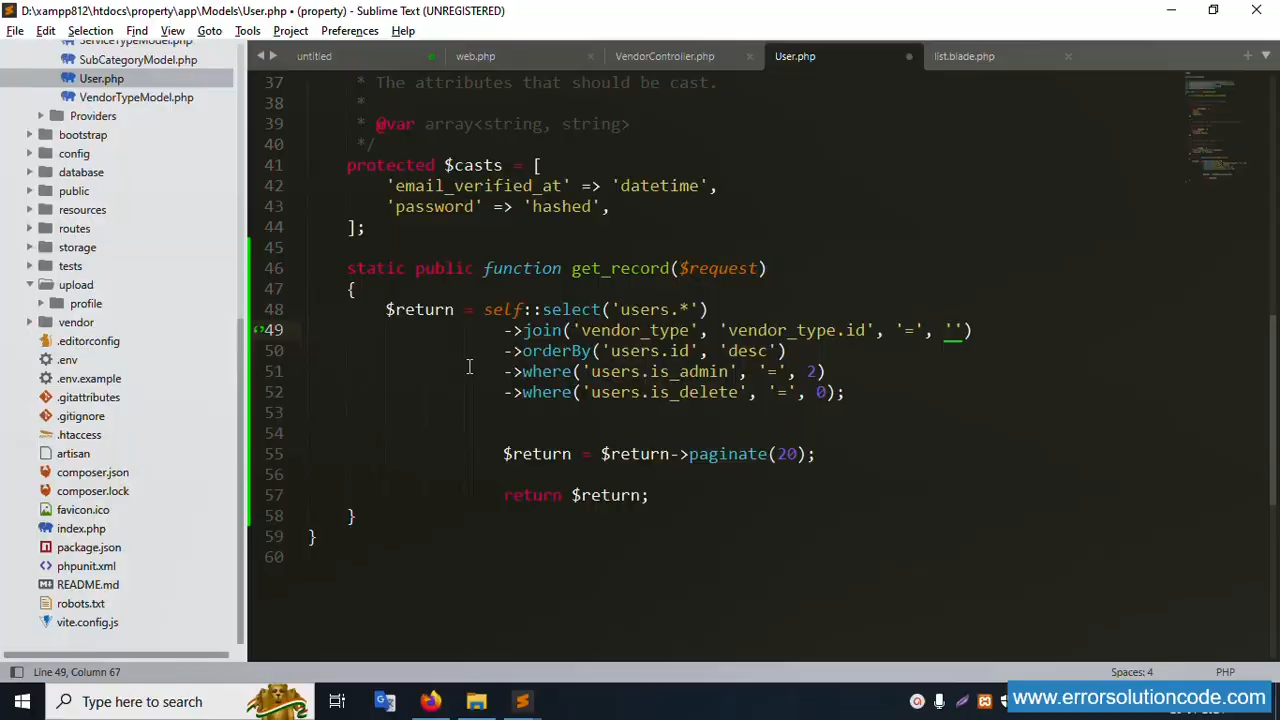 D:\xampp812\htdocs\property\app\Models\User.php • (property) - Sublime Text (UNREGISTERED)
File Edit Selection Find View Goto Tools Project Preferences Help
ServiceTypeModel.php
SubCategoryModel.php
User.php
VendorTypeModel.php
Providers
bootstrap
config
database
public
resources
routes
storage
tests
upload
profile
vendor
.editorconfig
.env
.env.example
.gitattributes
.gitignore
.htaccess
artisan
composer.json
composer.lock
favicon.ico
index.php
package.json
phpunit.xml
README.md
robots.txt
vite.config.js
untitled web.php VendorController.php User.php list.blade.php
37 * The attributes that should be cast.
38 *
39 * @var array<string, string>
40 */
41 protected $casts = [
42 'email_verified_at' => 'datetime',
43 'password' => 'hashed',
44 ];
45
46 static public function get_record($request)
47 {
48 $return = self::select('users.*')
49 ->join('vendor_type', 'vendor_type.id', '=', '')
50 ->orderBy('users.id', 'desc')
51 ->where('users.is_admin', '=', 2)
52 ->where('users.is_delete', '=', 0);
53
54
55 $return = $return->paginate(20);
56
57 return $return;
58 }
59 }
60
Line 49, Column 67 Spaces: 4 PHP
Type here to search
www.errorsolutioncode.com